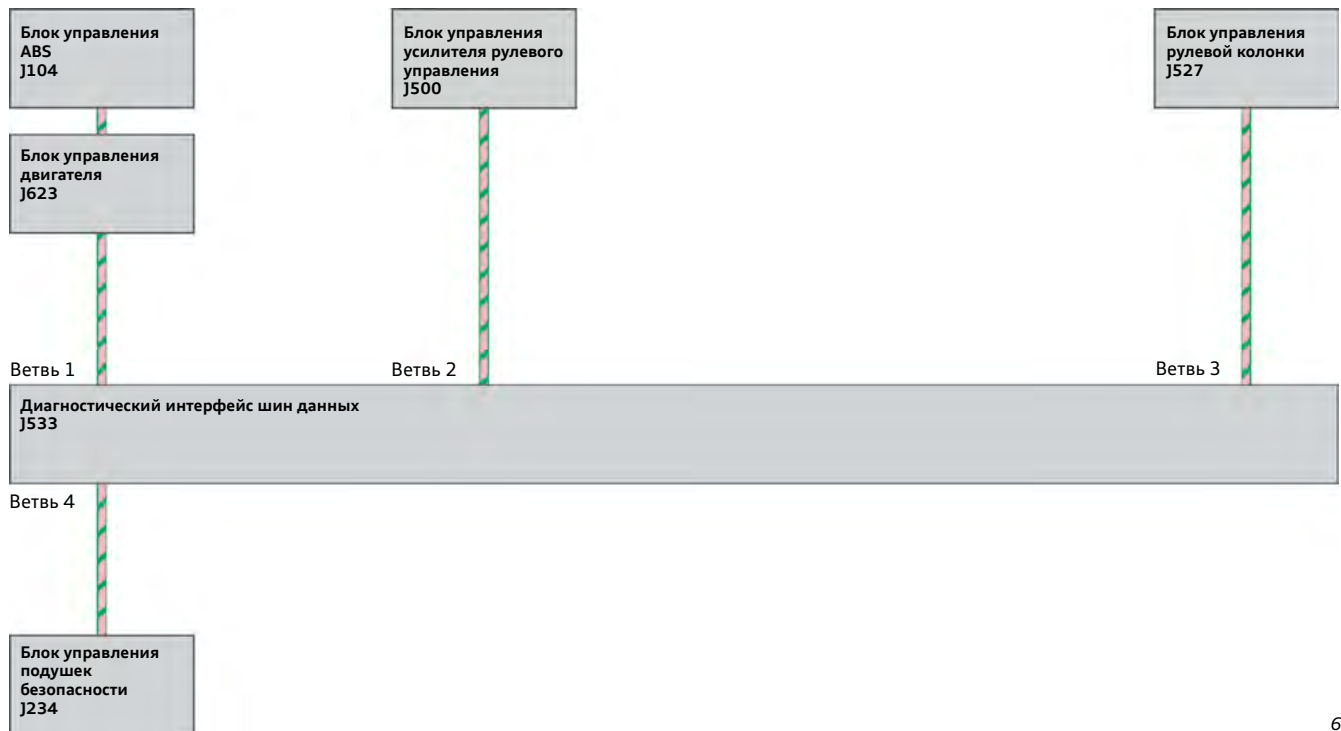 Блок управления
ABS
J104
Блок управления
усилителя рулевого
управления
J500
Блок управления
рулевой колонки
J527
Блок управления
двигателя
J623
Ветвь 1
Ветвь 2
Ветвь 3
Диагностический интерфейс шин данных
J533
Ветвь 4
Блок управления
подушек
безопасности
J234
6